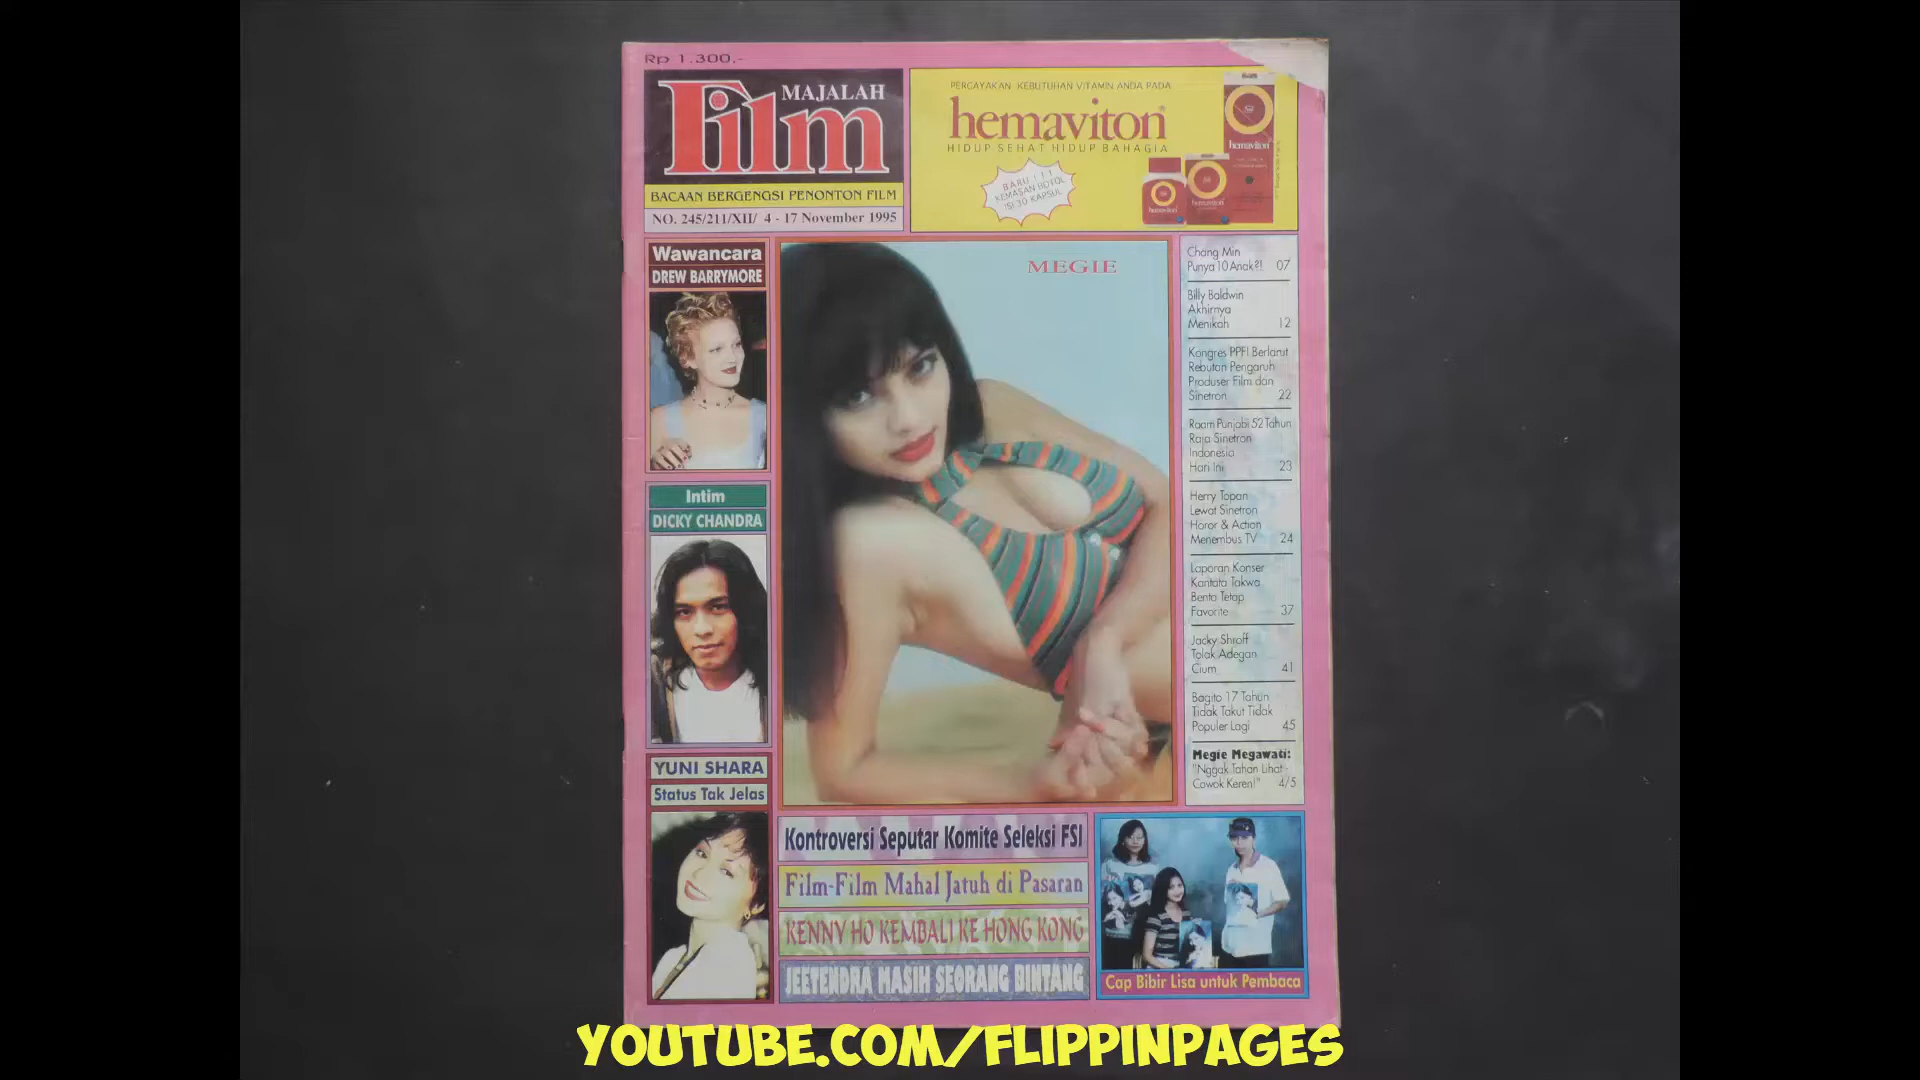 Rp 1.300,-
MAJALAH
Film
BACAAN BERGENGSI PENONTON FILM
NO. 245/211/XII/ 4 - 17 November 1995
PERCAYAKAN KEBUTUHAN VITAMIN ANDA PADA
hemaviton®
HIDUP SEHAT HIDUP BAHAGIA
BARU !!!
KEMASAN BOTOL
ISI 30 KAPSUL
hemaviton
hemaviton
hemaviton
Wawancara
DREW BARRYMORE
Intim
DICKY CHANDRA
YUNI SHARA
Status Tak Jelas
MEGIE
Chang Min
Punya 10 Anak?! 07
Billy Baldwin
Akhirnya
Menikah 12
Kongres PPFI Berlarut
Rebutan Pengaruh
Produser Film dan
Sinetron 22
Raam Punjabi 52 Tahun
Raja Sinetron
Indonesia
Hari Ini 23
Herry Topan
Lewat Sinetron
Horor & Action
Menembus TV 24
Laporan Konser
Kantata Takwa
Bento Tetap
Favorite 37
Jacky Shroff
Tolak Adegan
Cium 41
Bagito 17 Tahun
Tidak Takut Tidak
Populer Lagi 45
Megie Megawati:
"Nggak Tahan Lihat
Cowok Keren!" 4/5
Kontroversi Seputar Komite Seleksi FSI
Film-Film Mahal Jatuh di Pasaran
KENNY HO KEMBALI KE HONG KONG
JEETENDRA MASIH SEORANG BINTANG
Cap Bibir Lisa untuk Pembaca
YOUTUBE.COM/FLIPPINPAGES